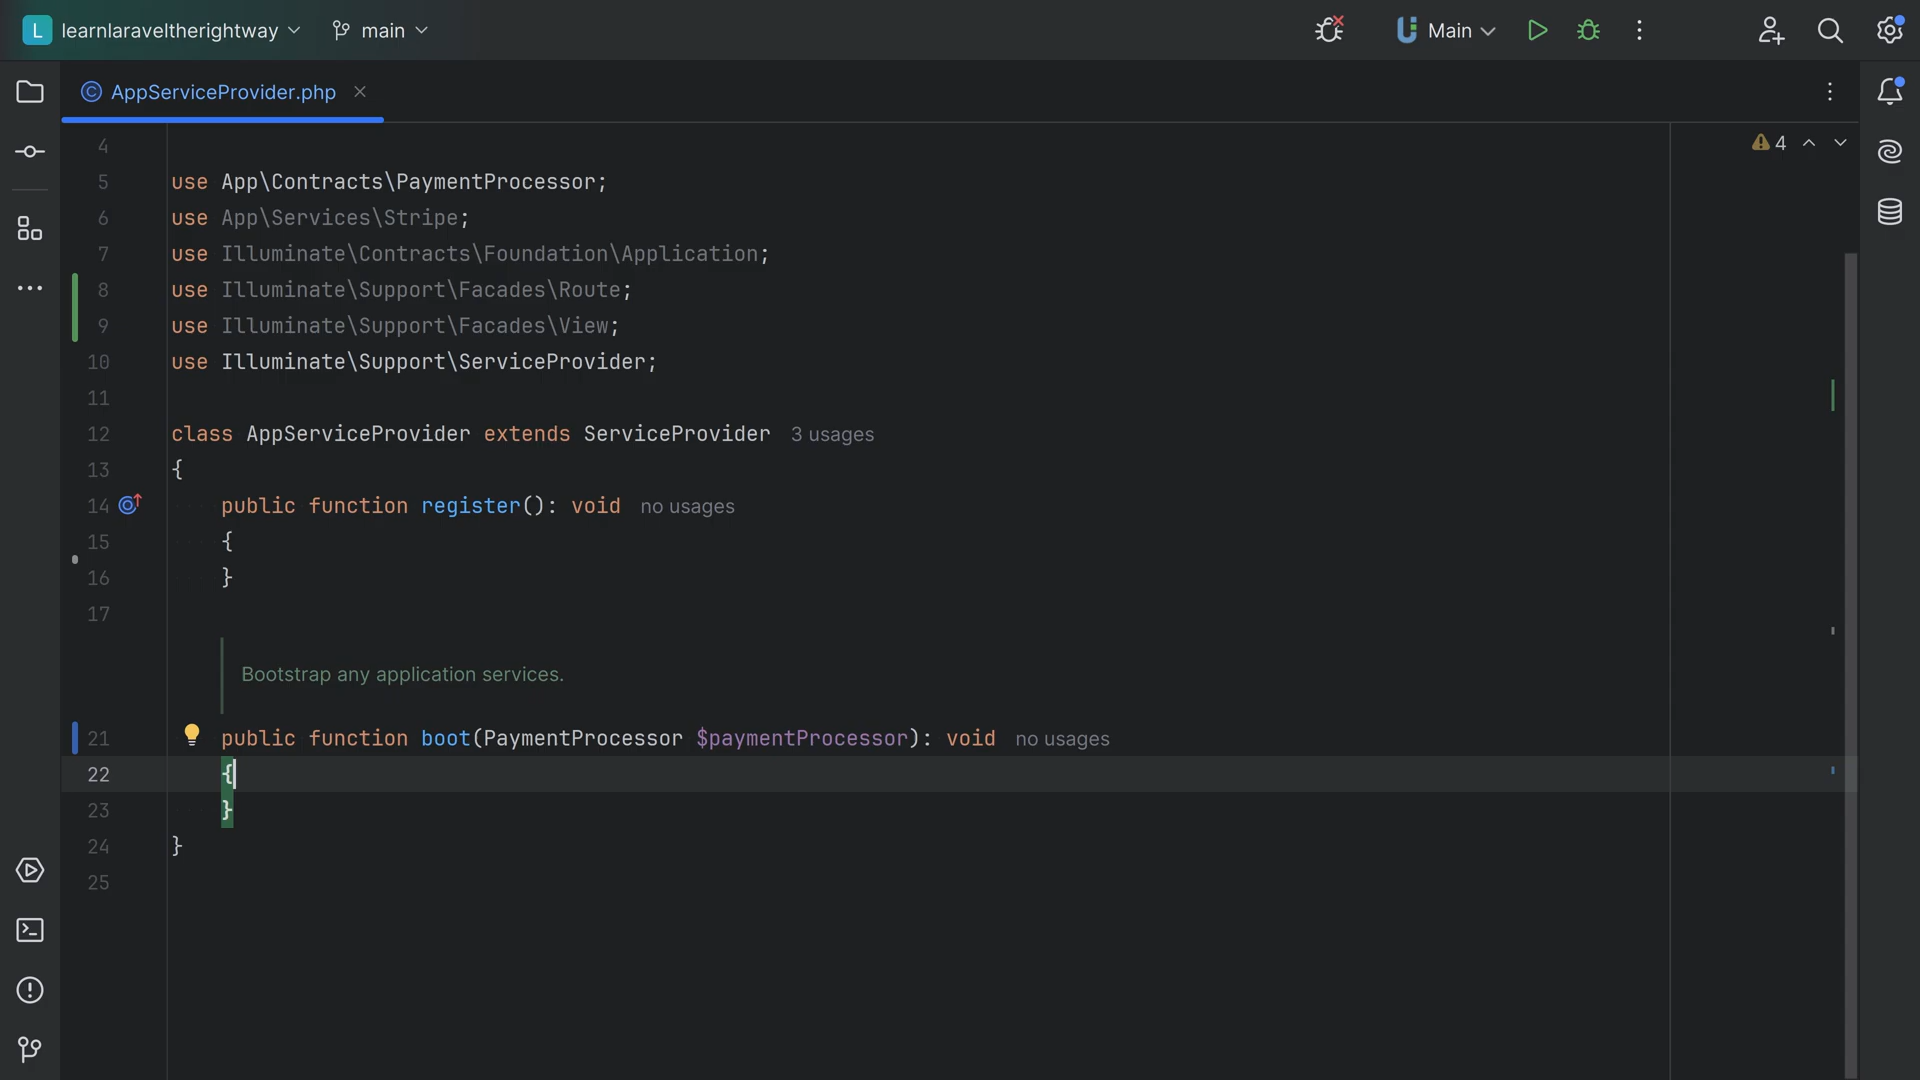 L learnlaraveltherightway main Main
AppServiceProvider.php
4
4
5 use App\Contracts\PaymentProcessor;
6 use App\Services\Stripe;
7 use Illuminate\Contracts\Foundation\Application;
8 use Illuminate\Support\Facades\Route;
9 use Illuminate\Support\Facades\View;
10 use Illuminate\Support\ServiceProvider;
11
12 class AppServiceProvider extends ServiceProvider 3 usages
13 {
14 public function register(): void no usages
15 {
16 }
17
Bootstrap any application services.
21 public function boot(PaymentProcessor $paymentProcessor): void no usages
22 {
23 }
24 }
25